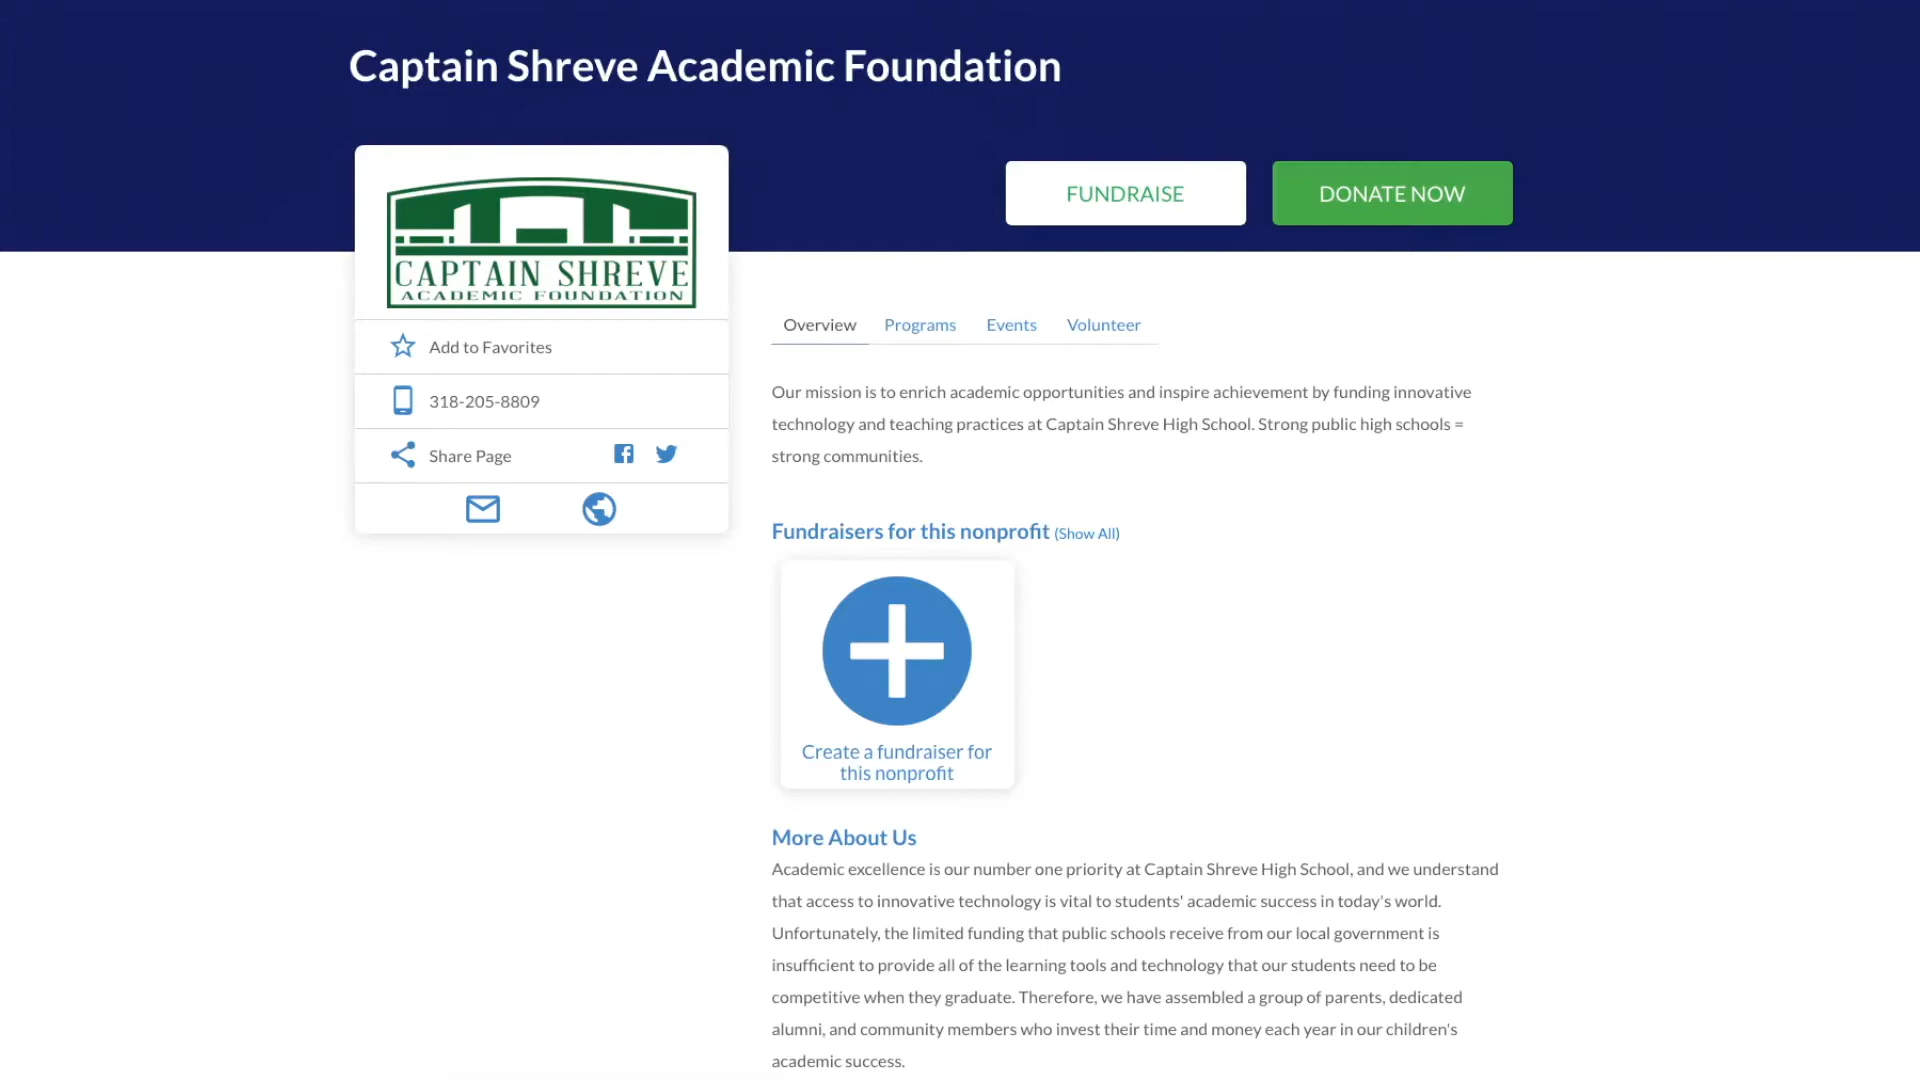 Captain Shreve Academic Foundation
FUNDRAISE
DONATE NOW
CAPTAIN SHREVE
ACADEMIC FOUNDATION
Add to Favorites
318-205-8809
Share Page
Overview
Programs
Events
Volunteer
Our mission is to enrich academic opportunities and inspire achievement by funding innovative
technology and teaching practices at Captain Shreve High School. Strong public high schools =
strong communities.
Fundraisers for this nonprofit (Show All)
Create a fundraiser for
this nonprofit
More About Us
Academic excellence is our number one priority at Captain Shreve High School, and we understand
that access to innovative technology is vital to students' academic success in today's world.
Unfortunately, the limited funding that public schools receive from our local government is
insufficient to provide all of the learning tools and technology that our students need to be
competitive when they graduate. Therefore, we have assembled a group of parents, dedicated
alumni, and community members who invest their time and money each year in our children's
academic success.